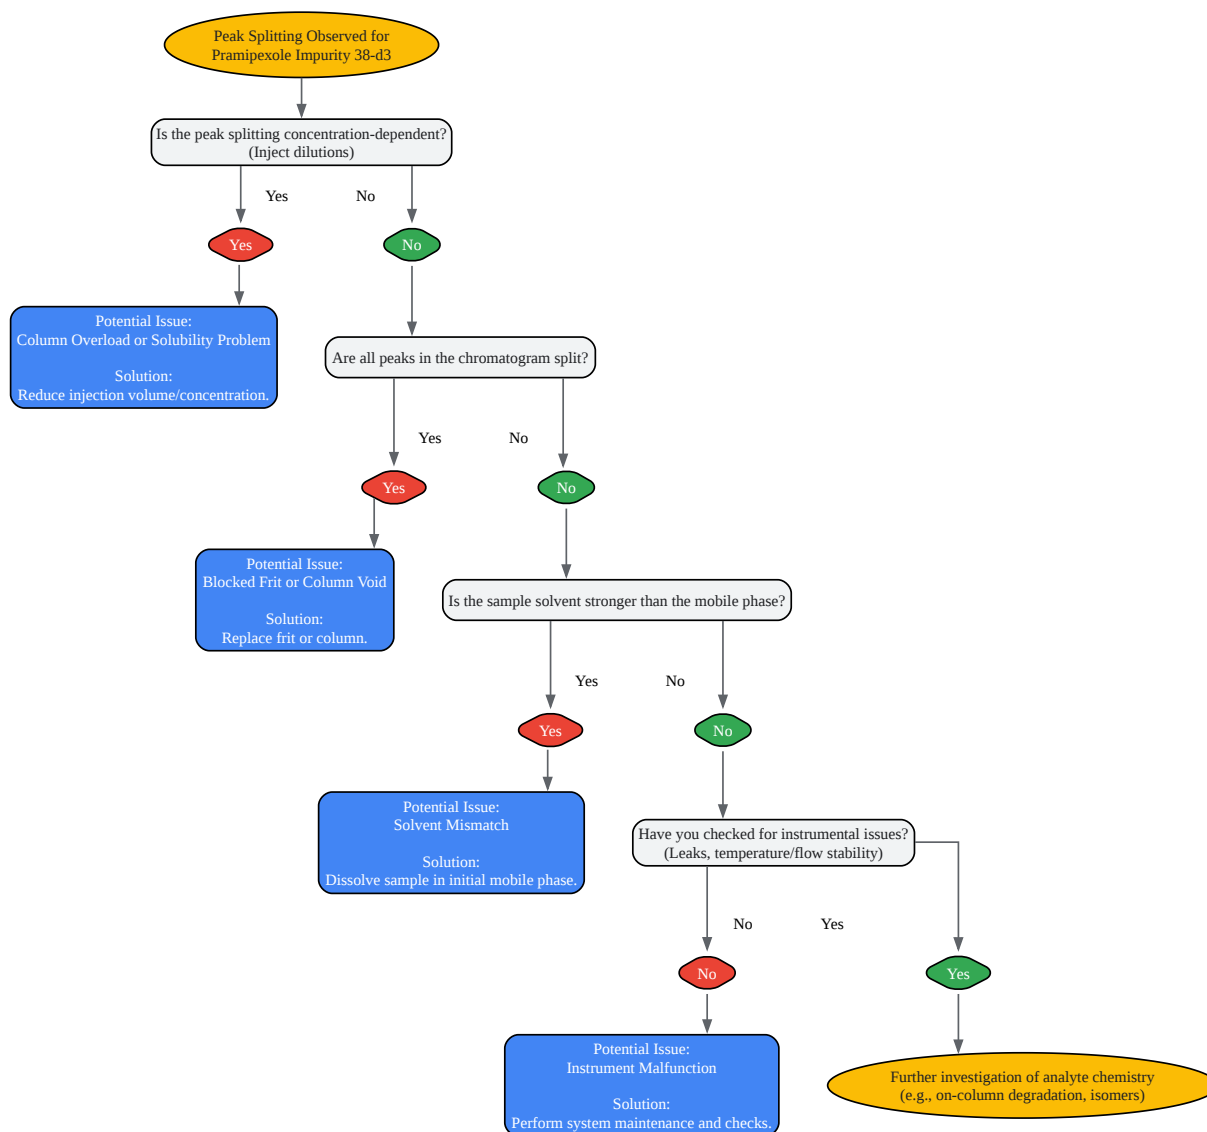 Peak Splitting Observed for
Pramipexole Impurity 38-d3
Is the peak splitting concentration-dependent?
(Inject dilutions)
Yes
No
Yes
No
Potential Issue:
Column Overload or Solubility Problem
Solution:
Reduce injection volume/concentration.
Are all peaks in the chromatogram split?
Yes
No
Yes
No
Potential Issue:
Blocked Frit or Column Void
Solution:
Replace frit or column.
Is the sample solvent stronger than the mobile phase?
Yes
No
Yes
No
Potential Issue:
Solvent Mismatch
Solution:
Dissolve sample in initial mobile phase.
Have you checked for instrumental issues?
(Leaks, temperature/flow stability)
No
Yes
No
Yes
Potential Issue:
Instrument Malfunction
Solution:
Perform system maintenance and checks.
Further investigation of analyte chemistry
(e.g., on-column degradation, isomers)